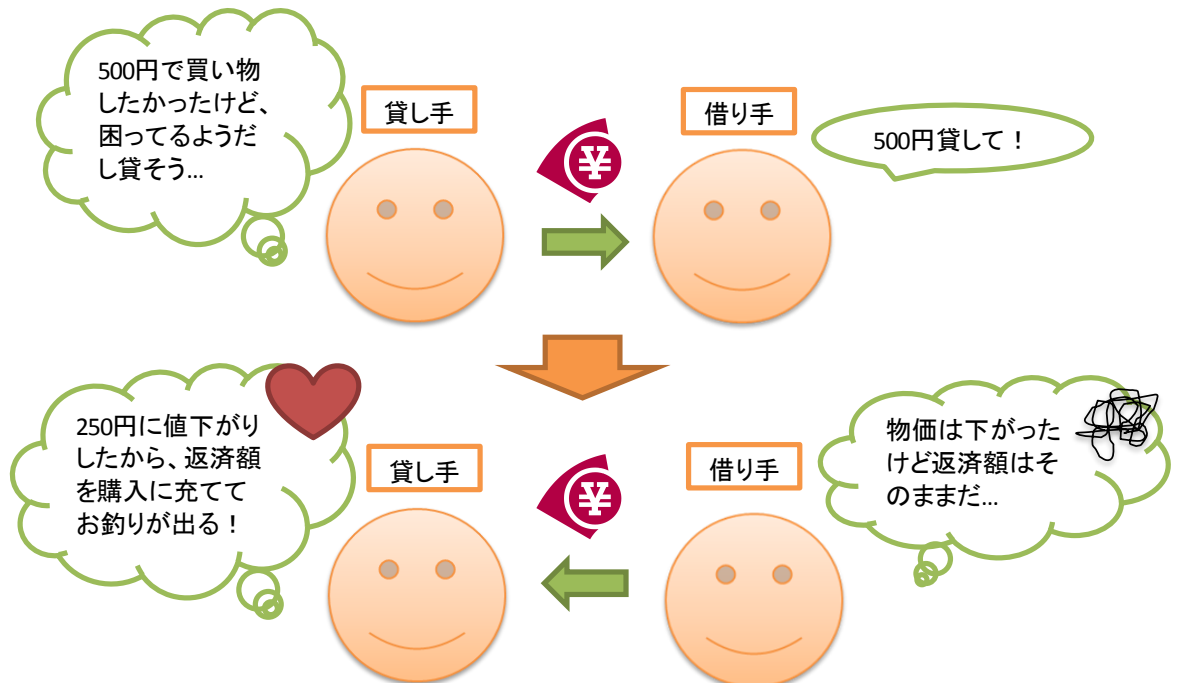 500円で買い物
したかったけど、
困ってるようだ
し貸そう…
貸し手
¥
借り手
500円貸して！
250円に値下がり
したから、返済額
を購入に充てて
お釣りが出る！
貸し手
¥
借り手
物価は下がった
けど返済額はそ
のままだ…